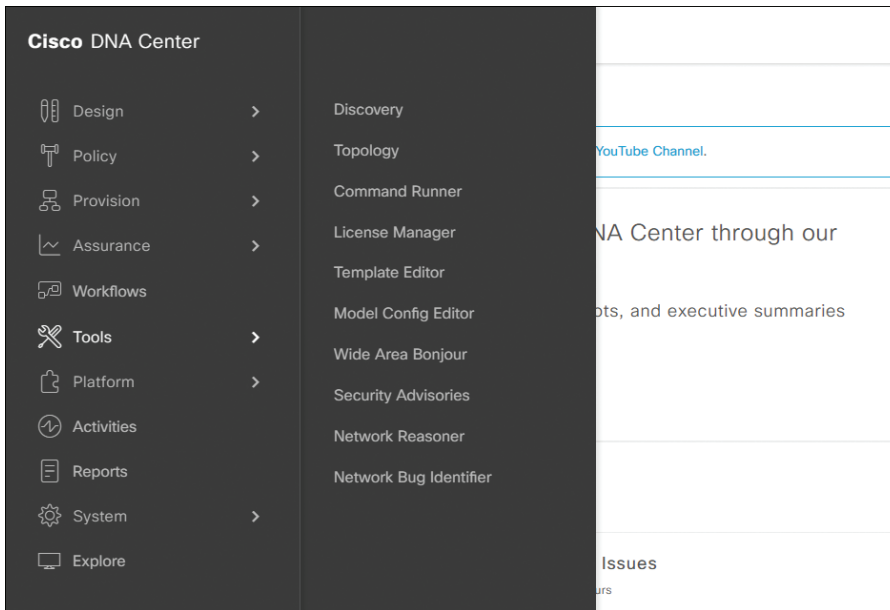 Cisco DNA Center
Design
Policy
Provision
Assurance
Workflows
Tools
Platform
Activities
Reports
System
Explore
Discovery
Topology
Command Runner
License Manager
Template Editor
Model Config Editor
Wide Area Bonjour
Security Advisories
Network Reasoner
Network Bug Identifier
YouTube Channel.
NA Center through our
ots, and executive summaries
Issues
urs